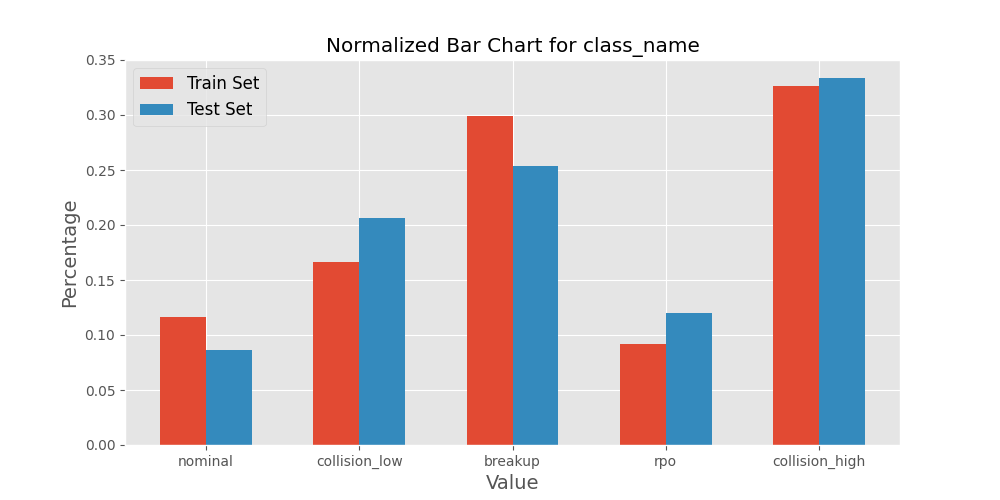 Normalized Bar Chart for class_name
Train Set
Test Set
0.35
0.30
0.25
0.20
0.15
0.10
0.05
0.00
Percentage
nominal collision_low breakup rpo collision_high
Value